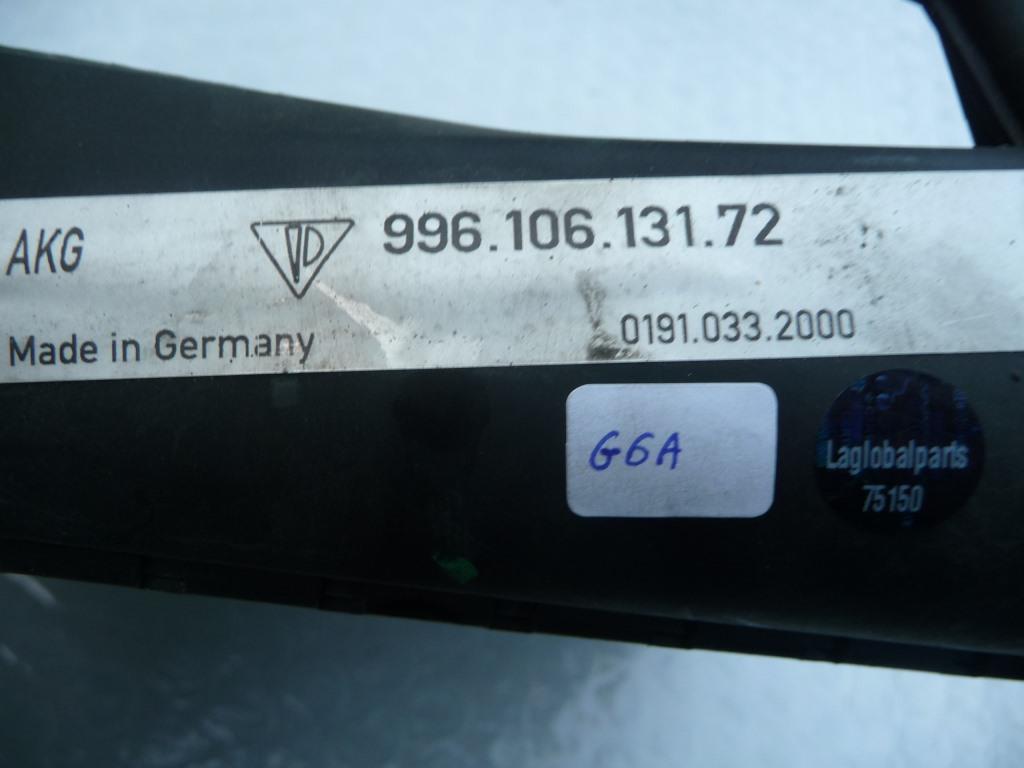 AKG
996.106.131.72
Made in Germany
0191.033.2000
G6A
Laglobalparts
75150